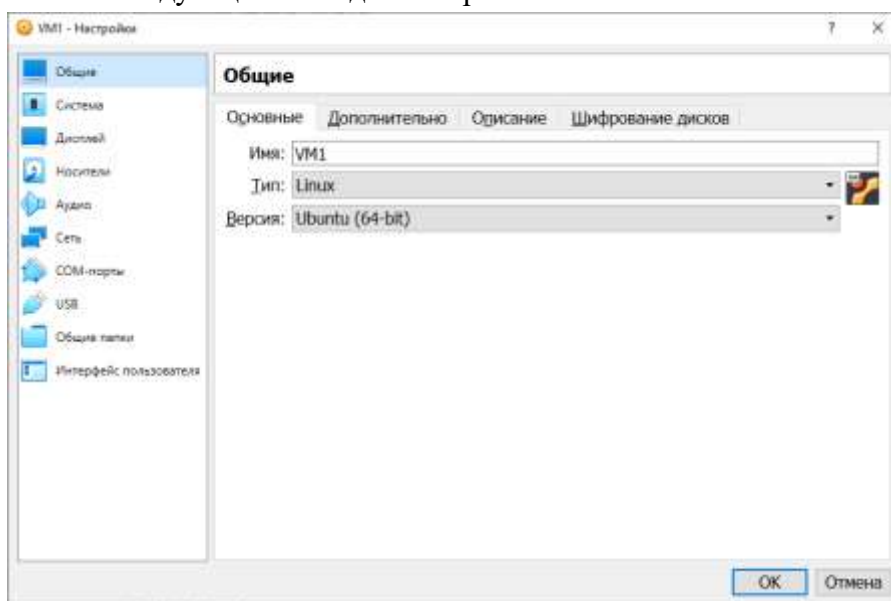 VM1 - Настройки
? ×
Общие
Система
Дисплей
Носители
Аудио
Сеть
COM-порты
USB
Общие папки
Интерфейс пользователя
Общие
Основные Дополнительно Описание Шифрование дисков
Имя: VM1
Тип: Linux
Версия: Ubuntu (64-bit)
OK Отмена